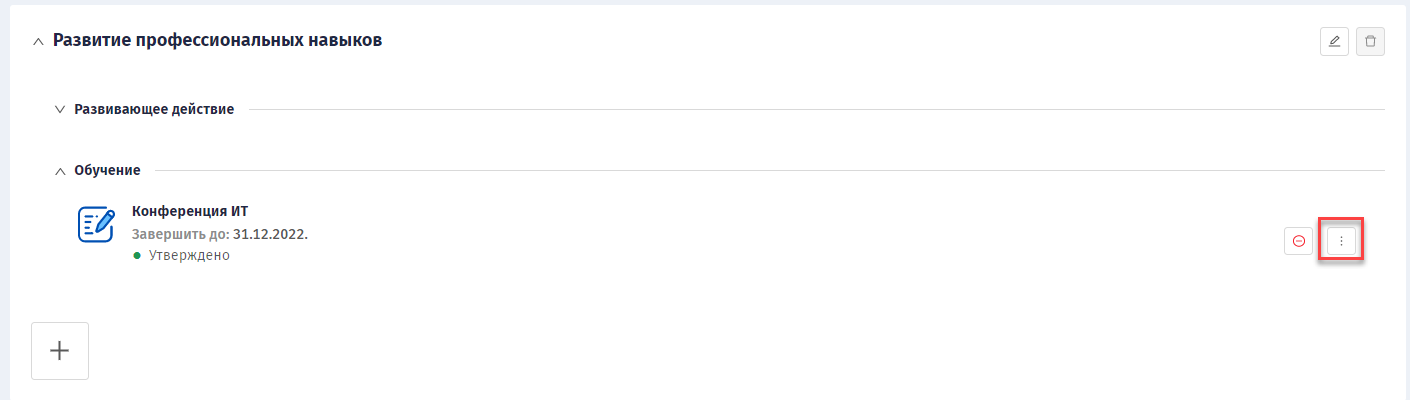 Развитие профессиональных навыков
Развивающее действие
Обучение
Конференция ИТ
Завершить до: 31.12.2022.
Утверждено